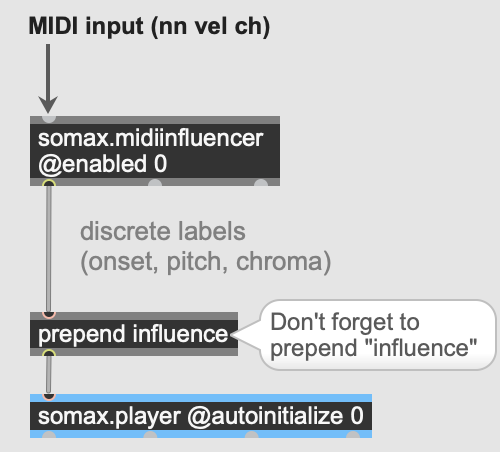 MIDI input (nn vel ch)
somax.midiinfluencer
@enabled 0
discrete labels
(onset, pitch, chroma)
prepend influence
Don't forget to
prepend "influence"
somax.player @autoinitialize 0